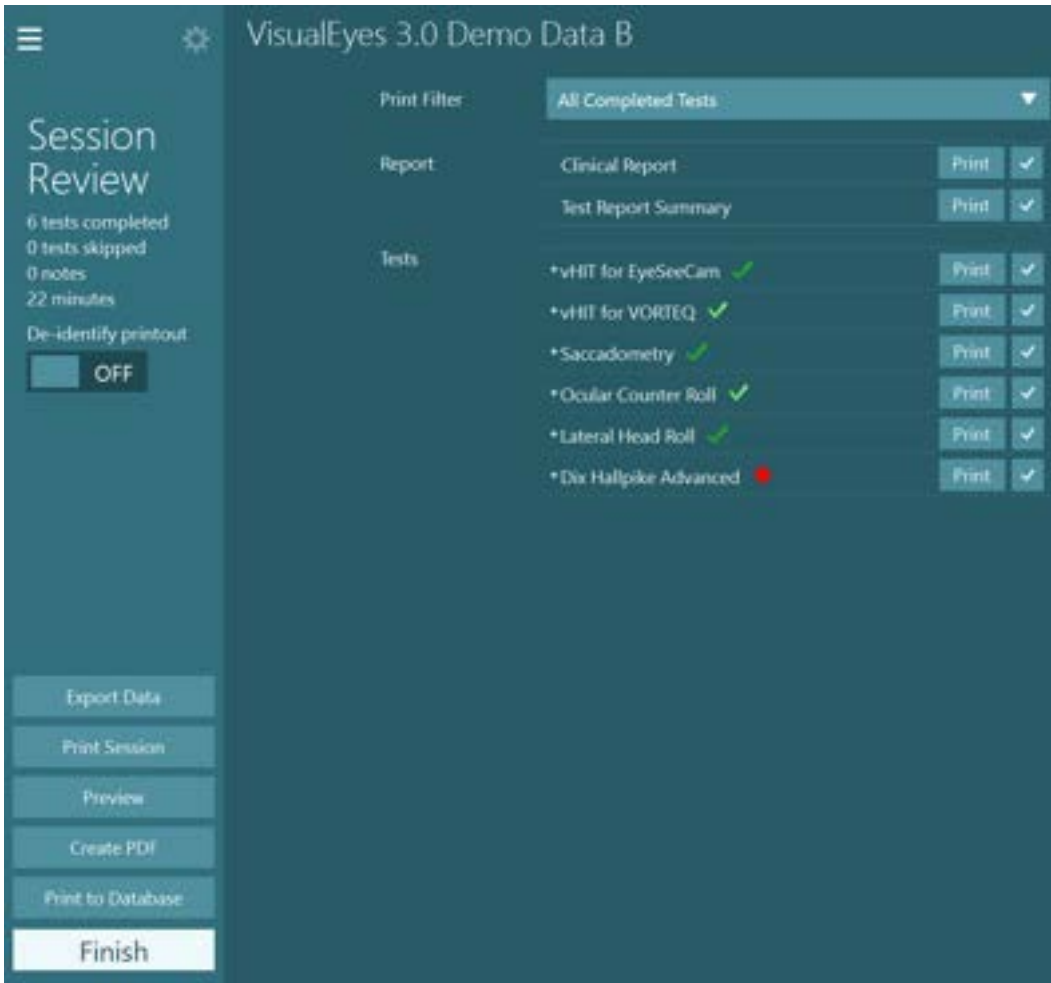 VisualEyes 3.0 Demo Data B
Session
Review
6 tests completed
0 tests skipped
0 notes
22 minutes
De-identify printout
OFF
Export Data
Print Session
Preview
Create PDF
Print to Database
Finish
Print Filter
All Completed Tests
Report
Clinical Report
Print
Test Report Summary
Print
Tests
*vHIT for EyeSeeCam
Print
*vHIT for VORTEQ
Print
*Saccadometry
Print
*Ocular Counter Roll
Print
*Lateral Head Roll
Print
*Dix Hallpike Advanced
Print